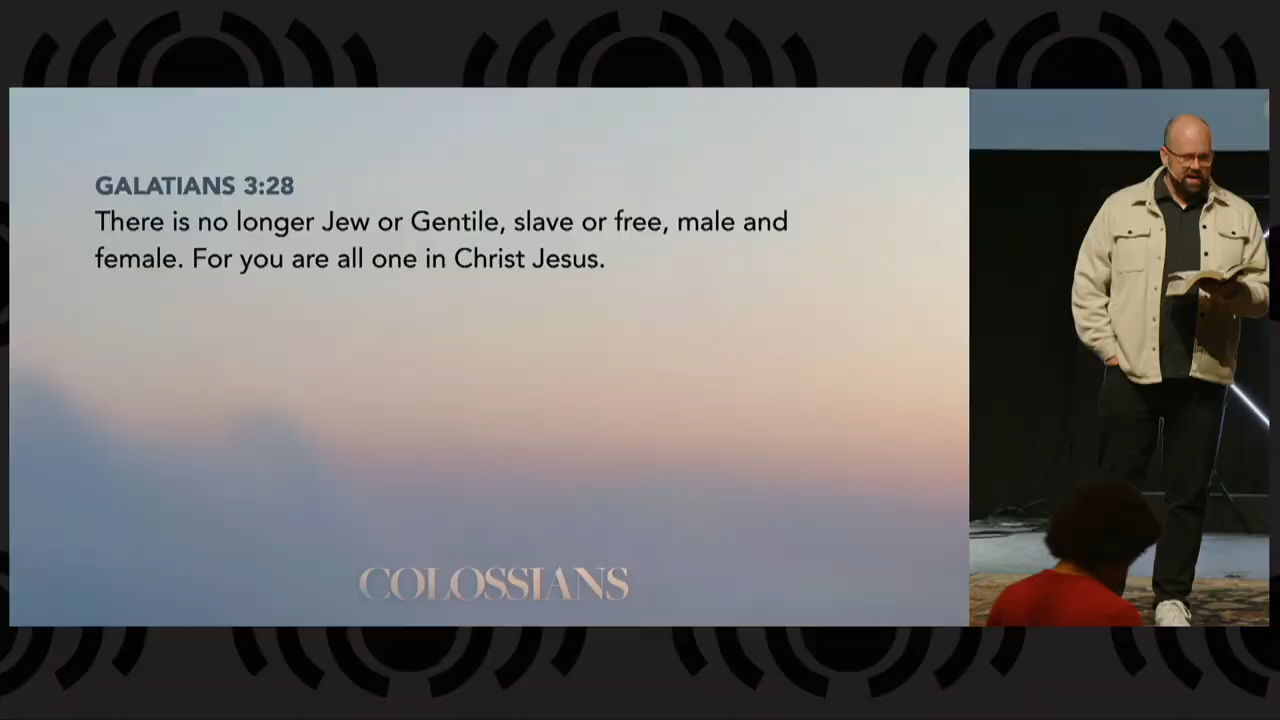 GALATIANS 3:28
There is no longer Jew or Gentile, slave or free, male and
female. For you are all one in Christ Jesus.
COLOSSIANS